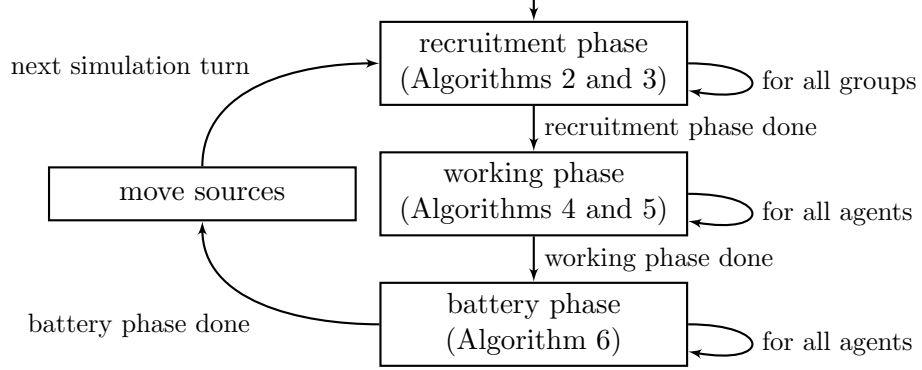 recruitment phase
(Algorithms 2 and 3)
next simulation turn
for all groups
recruitment phase done
working phase
(Algorithms 4 and 5)
move sources
for all agents
working phase done
battery phase
(Algorithm 6)
battery phase done
for all agents